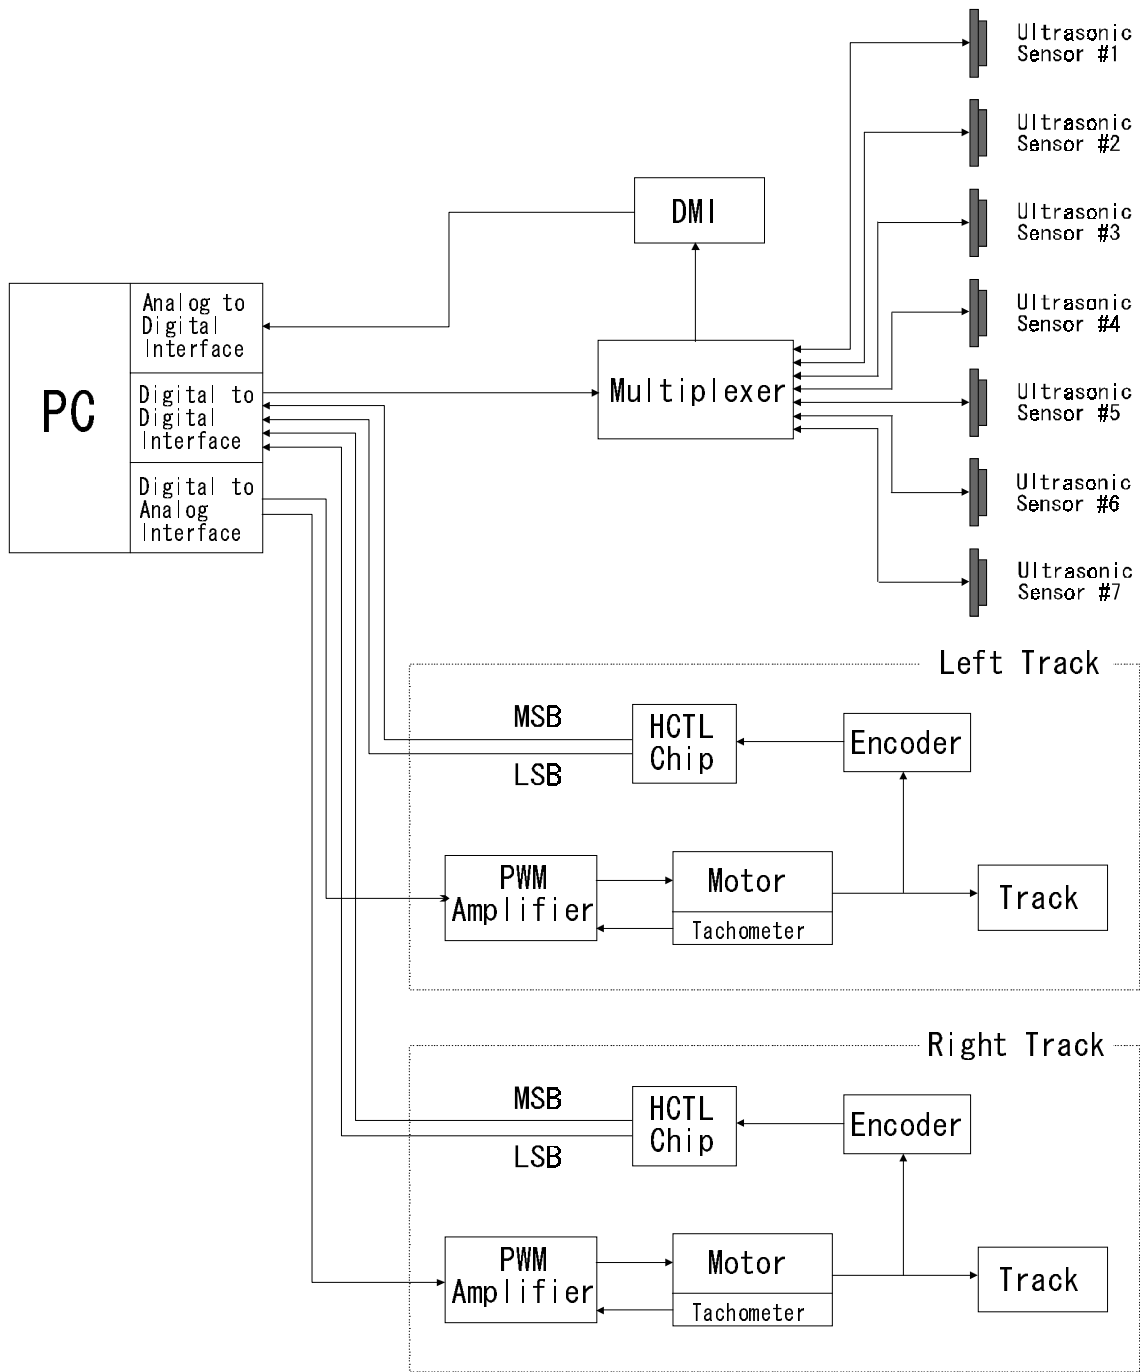 Ultrasonic
Sensor #1
Ultrasonic
Sensor #2
DMI
Ultrasonic
Sensor #3
Analog to
Digital
Interface
Ultrasonic
Sensor #4
PC
Digital to
Digital
Interface
Multiplexer
Ultrasonic
Sensor #5
Digital to
Analog
Interface
Ultrasonic
Sensor #6
Ultrasonic
Sensor #7
Left Track
MSB
LSB
HCTL
Chip
Encoder
PWM
Amplifier
Motor
Tachometer
Track
Right Track
MSB
LSB
HCTL
Chip
Encoder
PWM
Amplifier
Motor
Tachometer
Track